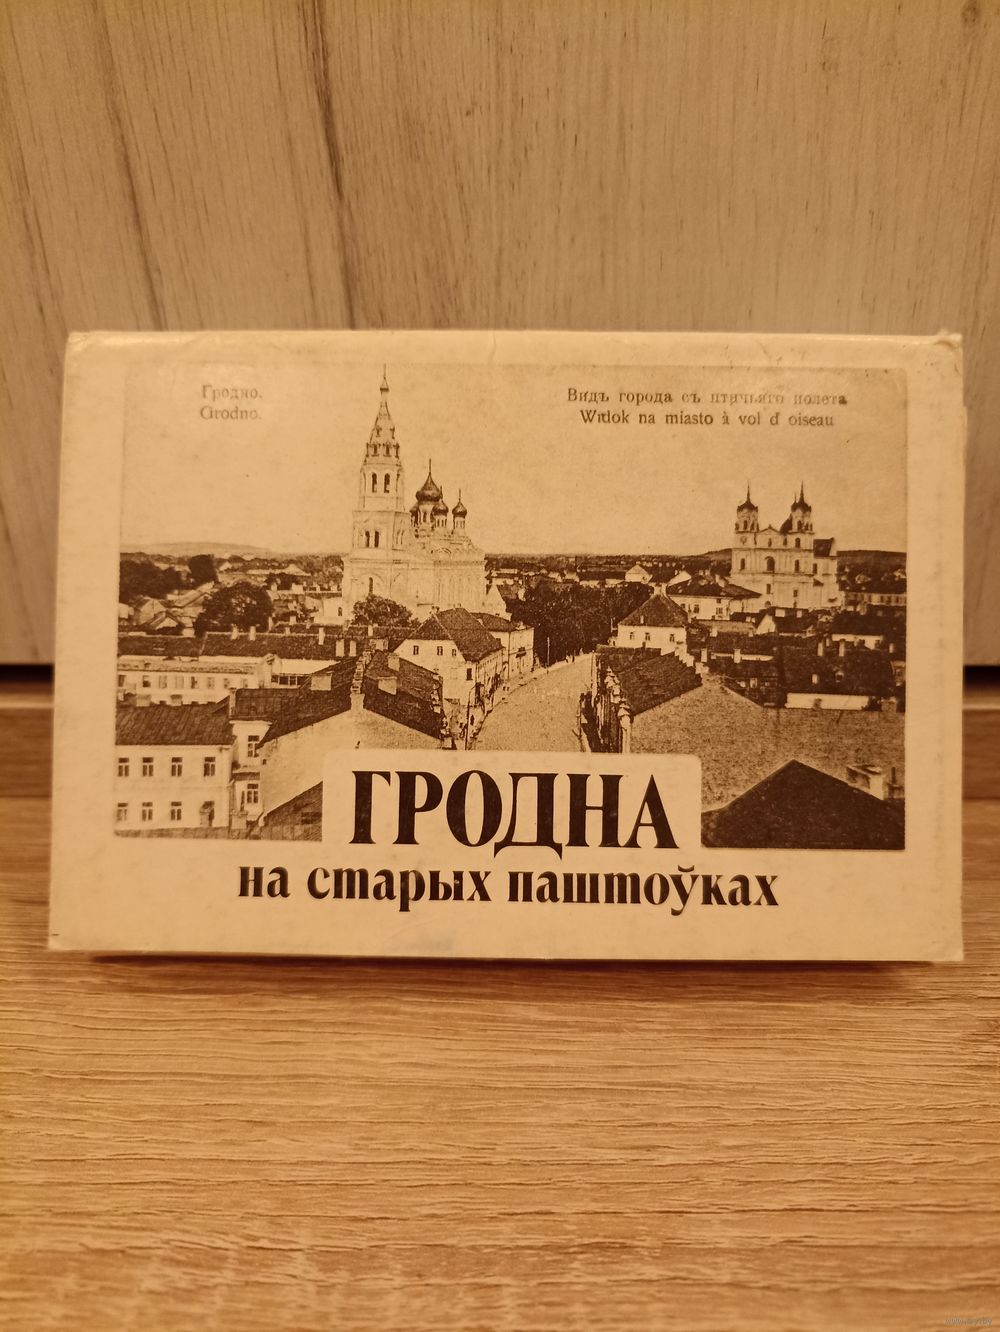 Гродно.
Grodno.
Видъ города съ птичьяго полета
Widok na miasto à vol d' oiseau
ГРОДНА
на старых паштоўках